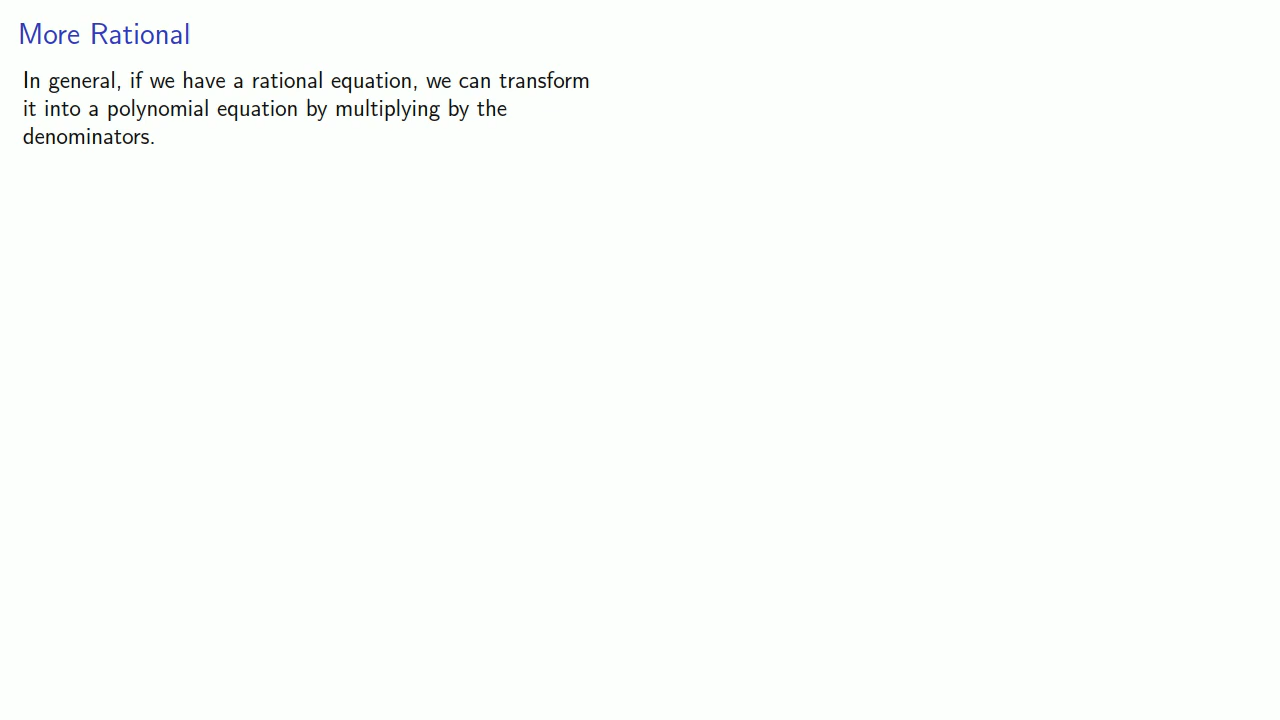 More Rational
In general, if we have a rational equation, we can transform
it into a polynomial equation by multiplying by the
denominators.